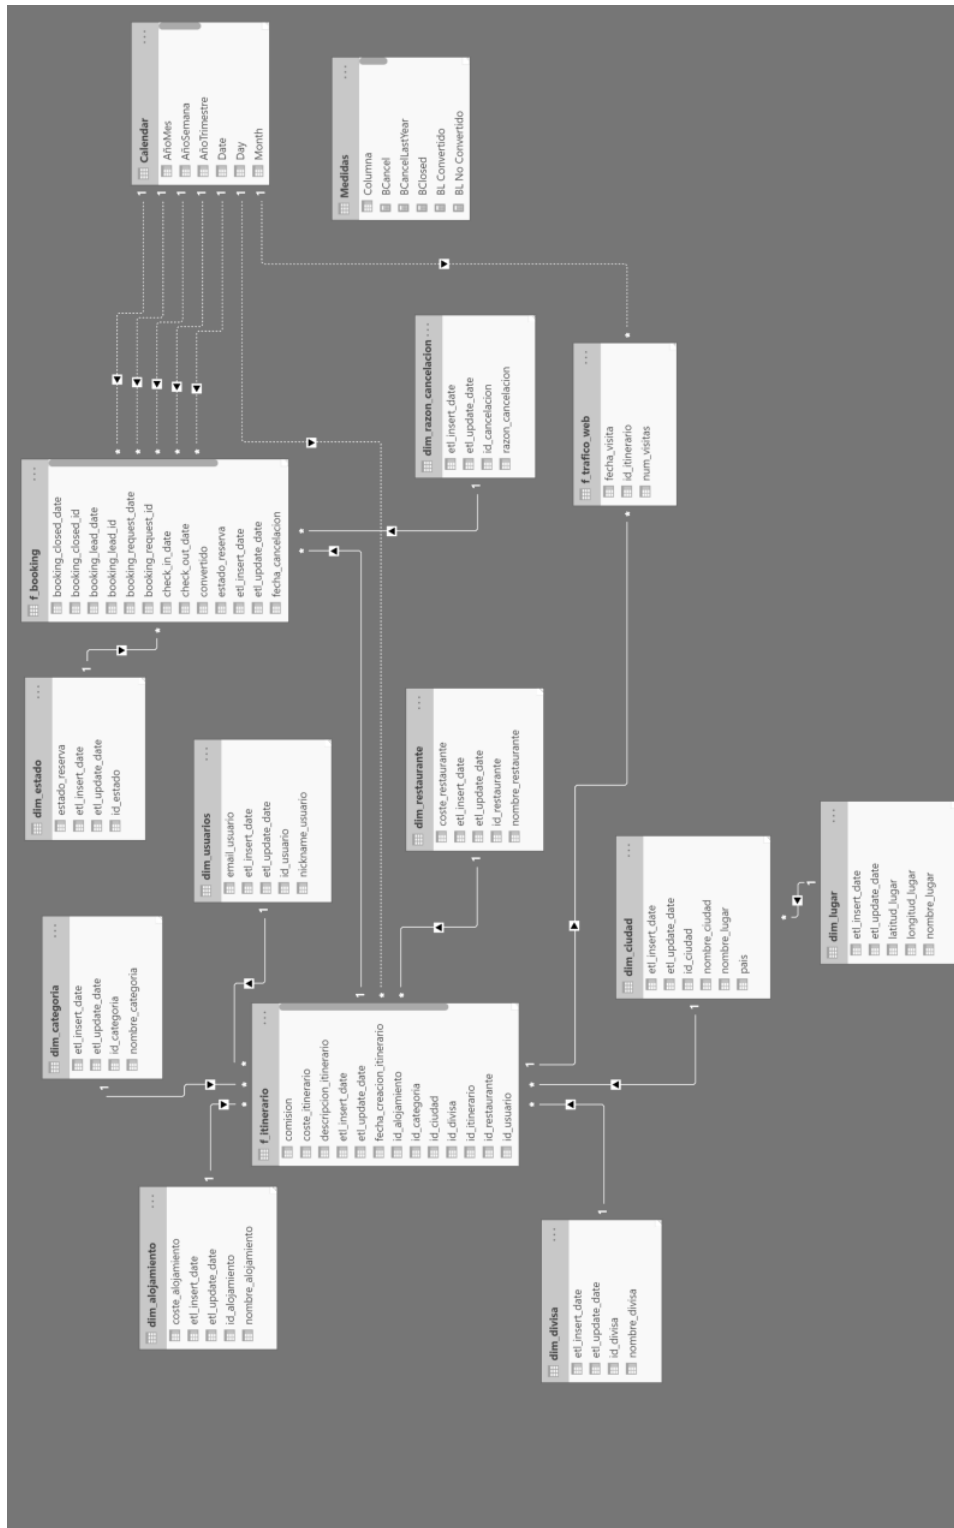 dim_categoria
etl_insert_date
etl_update_date
id_categoria
nombre_categoria
dim_estado
estado_reserva
etl_insert_date
etl_update_date
id_estado
f_booking
booking_closed_date
booking_closed_id
booking_lead_date
booking_lead_id
booking_request_date
booking_request_id
check_in_date
check_out_date
convertido
estado_reserva
etl_insert_date
etl_update_date
fecha_cancelacion
Calendar
AñoMes
AñoSemana
AñoTrimestre
Date
Day
Month
dim_alojamiento
coste_alojamiento
etl_insert_date
etl_update_date
id_alojamiento
nombre_alojamiento
dim_usuarios
email_usuario
etl_insert_date
etl_update_date
id_usuario
nickname_usuario
f_itinerario
comision
coste_itinerario
descripcion_itinerario
etl_insert_date
etl_update_date
fecha_creacion_itinerario
id_alojamiento
id_categoria
id_ciudad
id_divisa
id_itinerario
id_restaurante
id_usuario
Medidas
Columna
BCancel
BCancelLastYear
BClosed
BL Convertido
BL No Convertido
dim_restaurante
coste_restaurante
etl_insert_date
etl_update_date
id_restaurante
nombre_restaurante
dim_razon_cancelacion
etl_insert_date
etl_update_date
id_cancelacion
razon_cancelacion
dim_divisa
etl_insert_date
etl_update_date
id_divisa
nombre_divisa
f_trafico_web
fecha_visita
id_itinerario
num_visitas
dim_ciudad
etl_insert_date
etl_update_date
id_ciudad
nombre_ciudad
nombre_lugar
pais
dim_lugar
etl_insert_date
etl_update_date
latitud_lugar
longitud_lugar
nombre_lugar